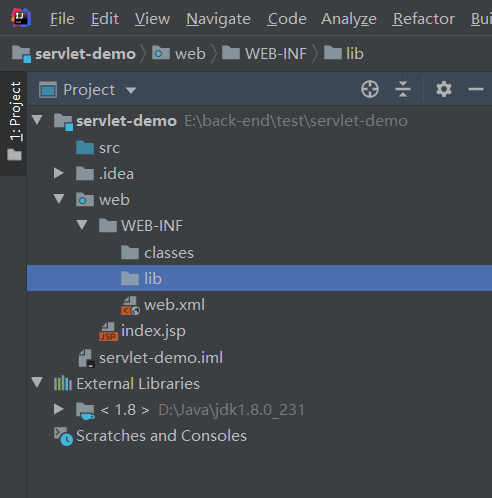 File Edit View Navigate Code Analyze Refactor Bui
servlet-demo web WEB-INF lib
1: Project
Project
servlet-demo E:\back-end\test\servlet-demo
src
.idea
web
WEB-INF
classes
lib
web.xml
index.jsp
servlet-demo.iml
External Libraries
< 1.8 > D:\Java\jdk1.8.0_231
Scratches and Consoles